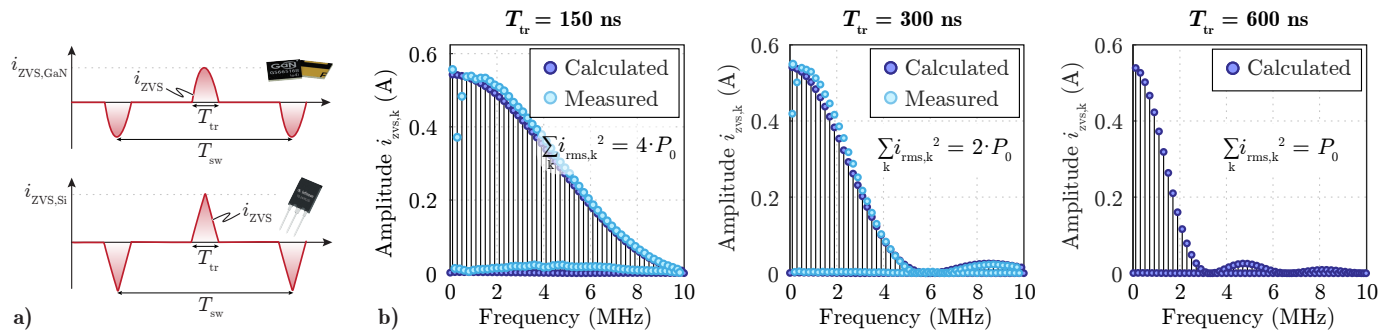 i_ZVS,GaN
i_ZVS
GaN
T_tr
T_sw
i_ZVS,Si
i_ZVS
T_tr
T_sw
a)
b)
T_tr = 150 ns
Amplitude i_zvs,k (A)
0.6
0.4
0.2
0
Calculated
Measured
∑_k i_rms,k² = 4·P_0
0 2 4 6 8 10
Frequency (MHz)
T_tr = 300 ns
Amplitude i_zvs,k (A)
0.6
0.4
0.2
0
Calculated
Measured
∑_k i_rms,k² = 2·P_0
0 2 4 6 8 10
Frequency (MHz)
T_tr = 600 ns
Amplitude i_zvs,k (A)
0.6
0.4
0.2
0
Calculated
∑_k i_rms,k² = P_0
0 2 4 6 8 10
Frequency (MHz)